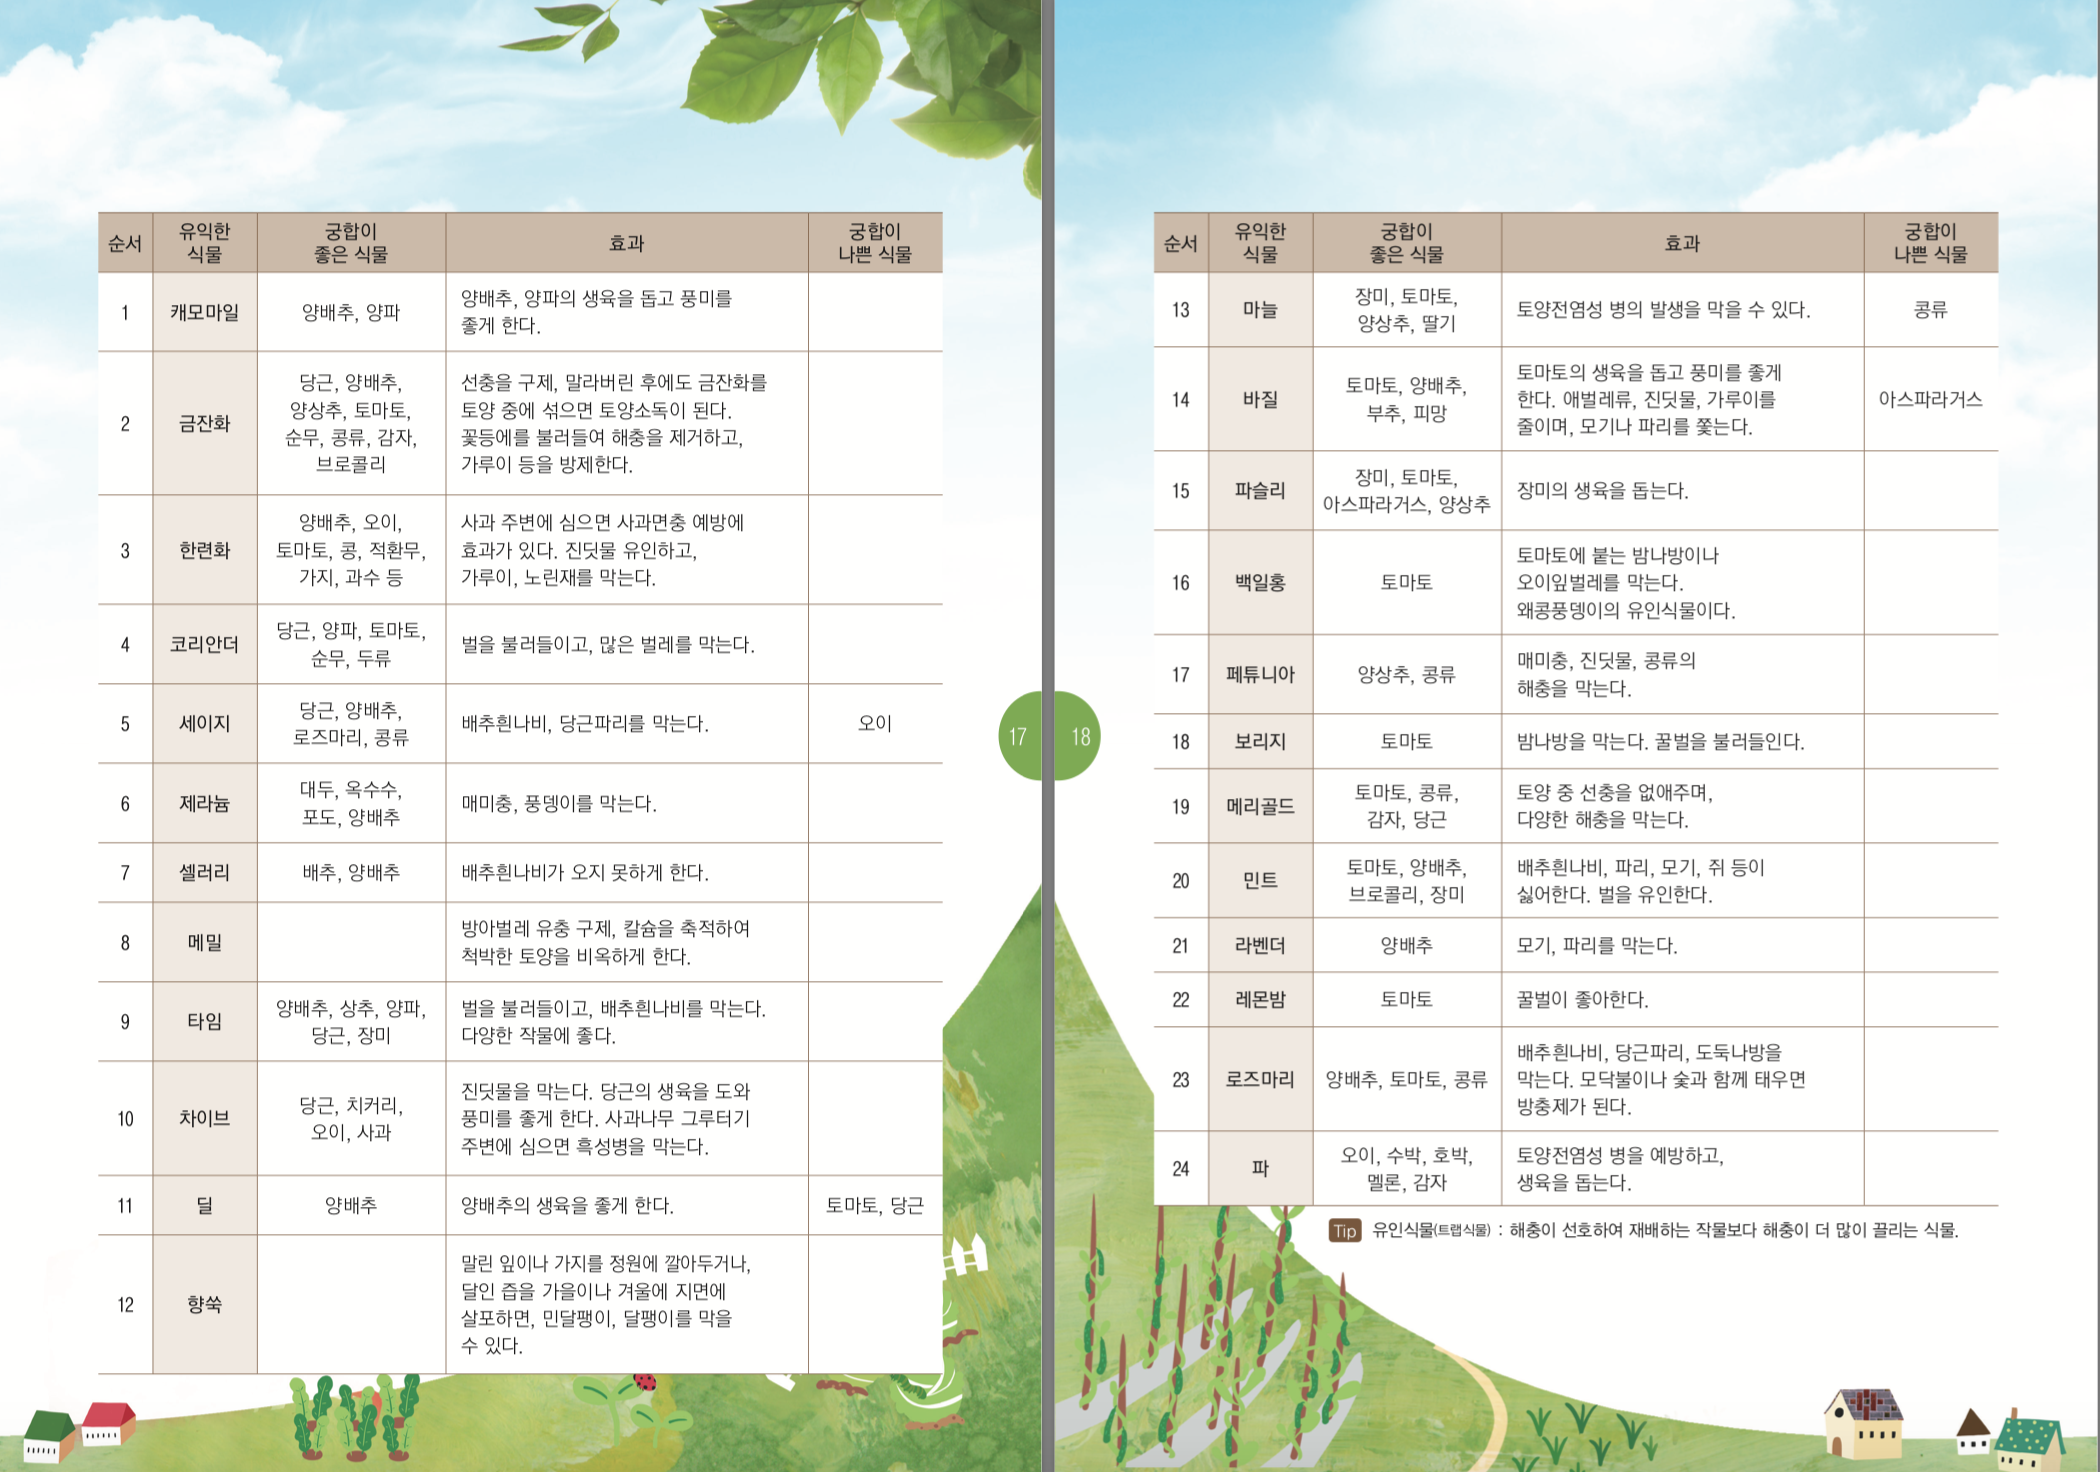 순서
유익한
식물
궁합이
좋은 식물
효과
궁합이
나쁜 식물
1
캐모마일
양배추, 양파
양배추, 양파의 생육을 돕고 풍미를
좋게 한다.
2
금잔화
당근, 양배추,
양상추, 토마토,
순무, 콩류, 감자,
브로콜리
선충을 구제, 말라버린 후에도 금잔화를
토양 중에 섞으면 토양소독이 된다.
꽃등에를 불러들여 해충을 제거하고,
가루이 등을 방제한다.
3
한련화
양배추, 오이,
토마토, 콩, 적환무,
가지, 과수 등
사과 주변에 심으면 사과면충 예방에
효과가 있다. 진딧물 유인하고,
가루이, 노린재를 막는다.
4
코리안더
당근, 양파, 토마토,
순무, 두류
벌을 불러들이고, 많은 벌레를 막는다.
5
세이지
당근, 양배추,
로즈마리, 콩류
배추흰나비, 당근파리를 막는다.
오이
6
제라늄
대두, 옥수수,
포도, 양배추
매미충, 풍뎅이를 막는다.
7
셀러리
배추, 양배추
배추흰나비가 오지 못하게 한다.
8
메밀
방아벌레 유충 구제, 칼슘을 축적하여
척박한 토양을 비옥하게 한다.
9
타임
양배추, 상추, 양파,
당근, 장미
벌을 불러들이고, 배추흰나비를 막는다.
다양한 작물에 좋다.
10
차이브
당근, 치커리,
오이, 사과
진딧물을 막는다. 당근의 생육을 도와
풍미를 좋게 한다. 사과나무 그루터기
주변에 심으면 흑성병을 막는다.
11
딜
양배추
양배추의 생육을 좋게 한다.
토마토, 당근
12
향쑥
말린 잎이나 가지를 정원에 깔아두거나,
달인 즙을 가을이나 겨울에 지면에
살포하면, 민달팽이, 달팽이를 막을
수 있다.
17
순서
유익한
식물
궁합이
좋은 식물
효과
궁합이
나쁜 식물
13
마늘
장미, 토마토,
양상추, 딸기
토양전염성 병의 발생을 막을 수 있다.
콩류
14
바질
토마토, 양배추,
부추, 피망
토마토의 생육을 돕고 풍미를 좋게
한다. 애벌레류, 진딧물, 가루이를
줄이며, 모기나 파리를 쫓는다.
아스파라거스
15
파슬리
장미, 토마토,
아스파라거스, 양상추
장미의 생육을 돕는다.
16
백일홍
토마토
토마토에 붙는 밤나방이나
오이잎벌레를 막는다.
왜콩풍뎅이의 유인식물이다.
17
페튜니아
양상추, 콩류
매미충, 진딧물, 콩류의
해충을 막는다.
18
보리지
토마토
밤나방을 막는다. 꿀벌을 불러들인다.
19
메리골드
토마토, 콩류,
감자, 당근
토양 중 선충을 없애주며,
다양한 해충을 막는다.
20
민트
토마토, 양배추,
브로콜리, 장미
배추흰나비, 파리, 모기, 쥐 등이
싫어한다. 벌을 유인한다.
21
라벤더
양배추
모기, 파리를 막는다.
22
레몬밤
토마토
꿀벌이 좋아한다.
23
로즈마리
양배추, 토마토, 콩류
배추흰나비, 당근파리, 도둑나방을
막는다. 모닥불이나 숯과 함께 태우면
방충제가 된다.
24
파
오이, 수박, 호박,
멜론, 감자
토양전염성 병을 예방하고,
생육을 돕는다.
Tip 유인식물(트랩식물) : 해충이 선호하여 재배하는 작물보다 해충이 더 많이 끌리는 식물.
18